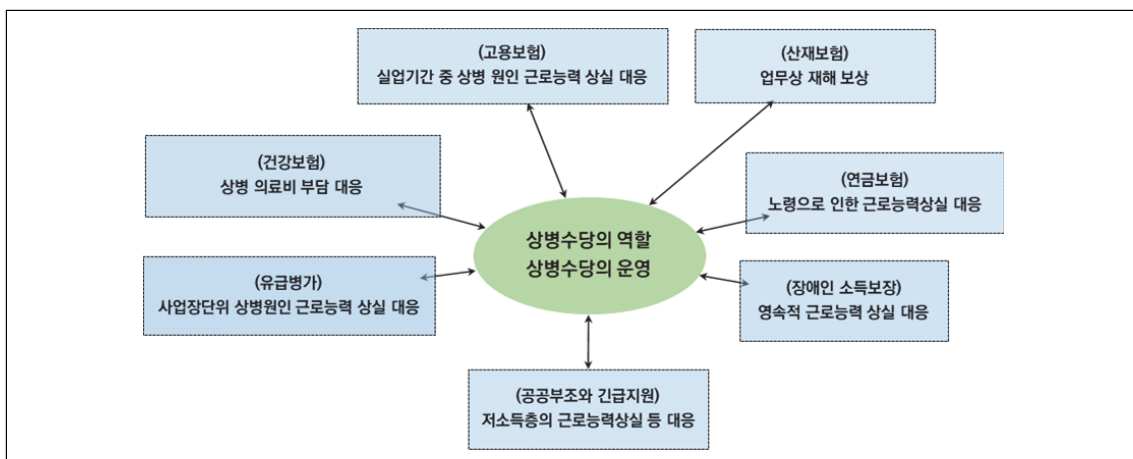 (고용보험)
실업기간 중 상병 원인 근로능력 상실 대응
(산재보험)
업무상 재해 보상
(건강보험)
상병 의료비 부담 대응
(연금보험)
노령으로 인한 근로능력상실 대응
상병수당의 역할
상병수당의 운영
(유급병가)
사업장단위 상병원인 근로능력 상실 대응
(장애인 소득보장)
영속적 근로능력 상실 대응
(공공부조와 긴급지원)
저소득층의 근로능력상실 등 대응